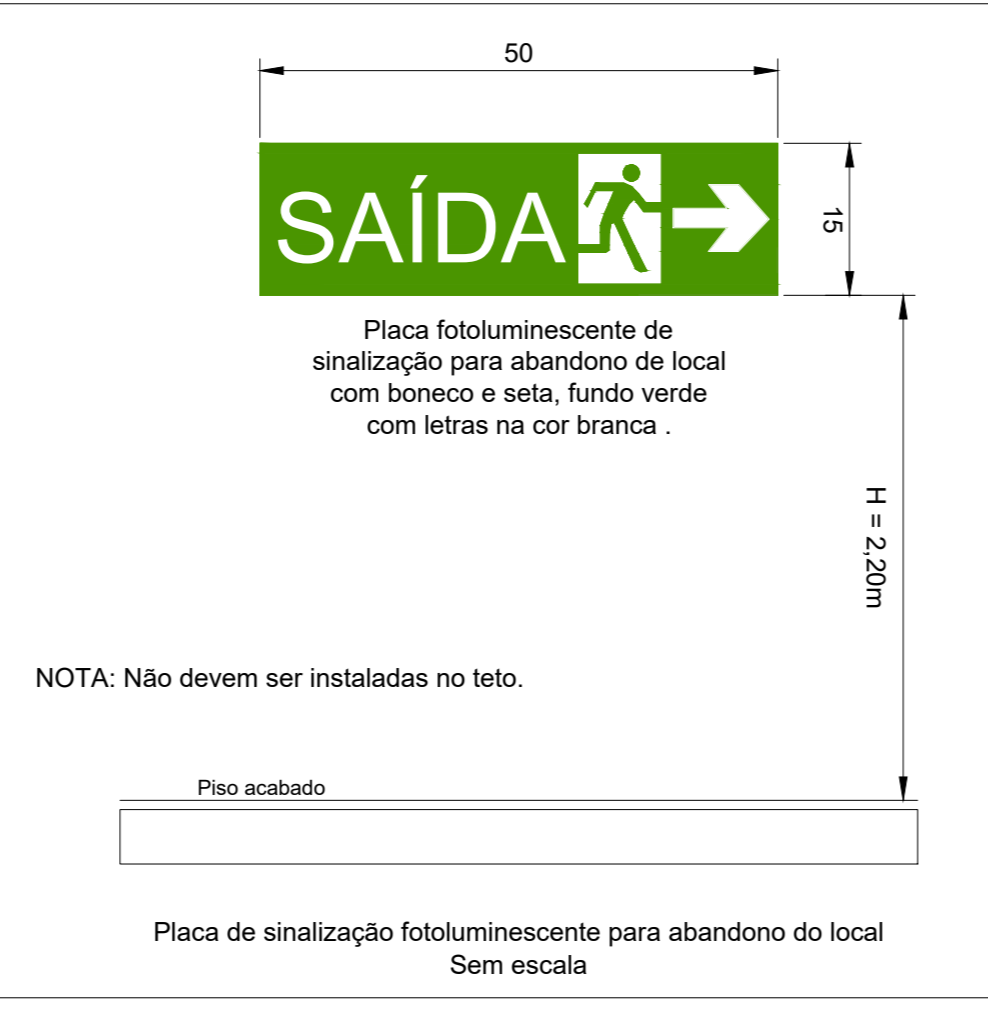 50
SAÍDA
15
Placa fotoluminescente de
sinalização para abandono de local
com boneco e seta, fundo verde
com letras na cor branca .
H = 2,20m
NOTA: Não devem ser instaladas no teto.
Piso acabado
Placa de sinalização fotoluminescente para abandono do local
Sem escala